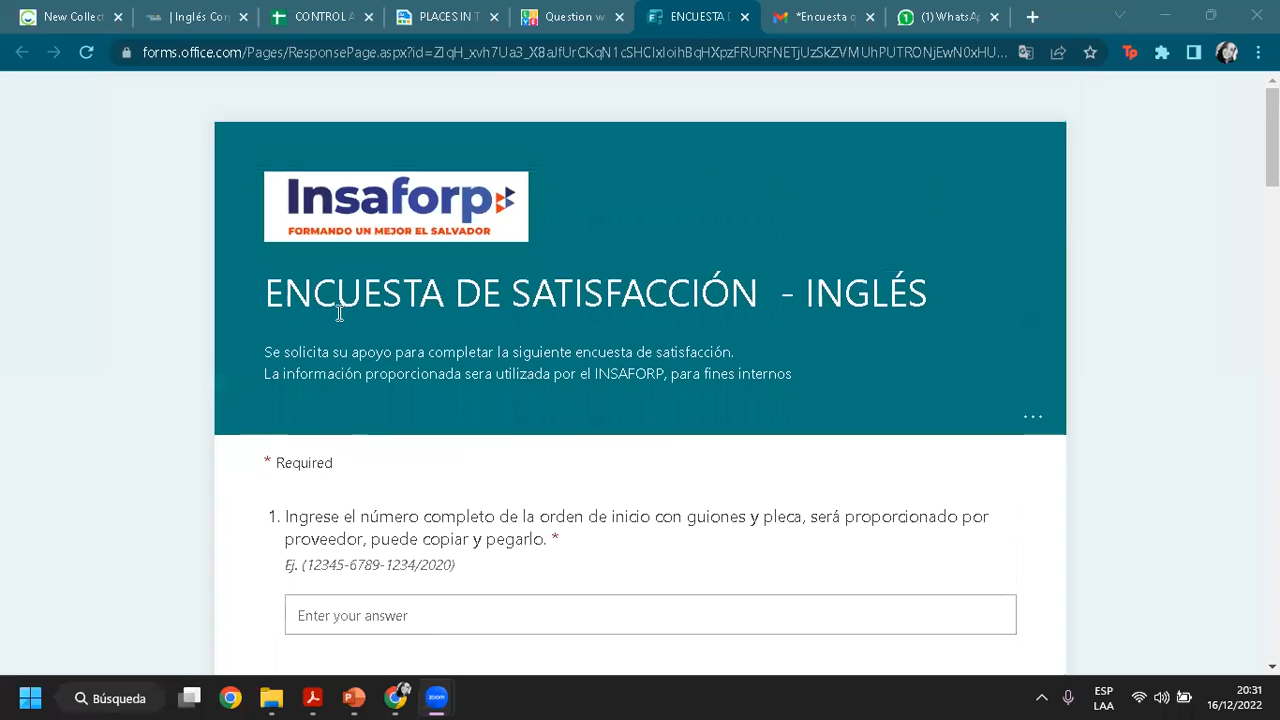 New Collect
| Inglés Cor
CONTROL A
PLACES IN T
Question w
ENCUESTA D
*Encuesta q
(1) WhatsA
forms.office.com/Pages/ResponsePage.aspx?id=
Insaforp
FORMANDO UN MEJOR EL SALVADOR
ENCUESTA DE SATISFACCIÓN - INGLÉS
Se solicita su apoyo para completar la siguiente encuesta de satisfacción.
La información proporcionada sera utilizada por el INSAFORP, para fines internos
...
* Required
1. Ingrese el número completo de la orden de inicio con guiones y pleca, será proporcionado por
proveedor, puede copiar y pegarlo. *
Ej. (12345-6789-1234/2020)
Enter your answer
Búsqueda
zoom
ESP
LAA
20:31
16/12/2022